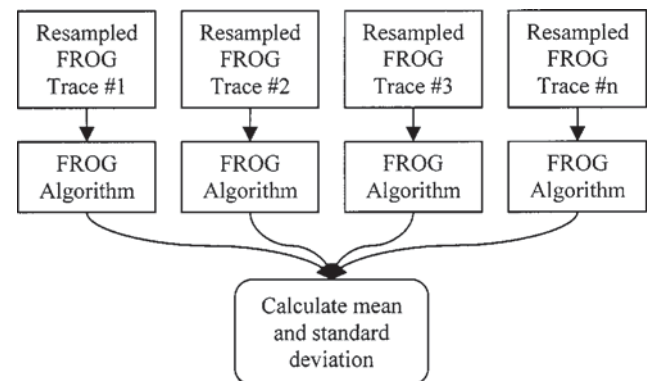 Resampled
FROG
Trace #1
Resampled
FROG
Trace #2
Resampled
FROG
Trace #3
Resampled
FROG
Trace #n
FROG
Algorithm
FROG
Algorithm
FROG
Algorithm
FROG
Algorithm
Calculate mean
and standard
deviation